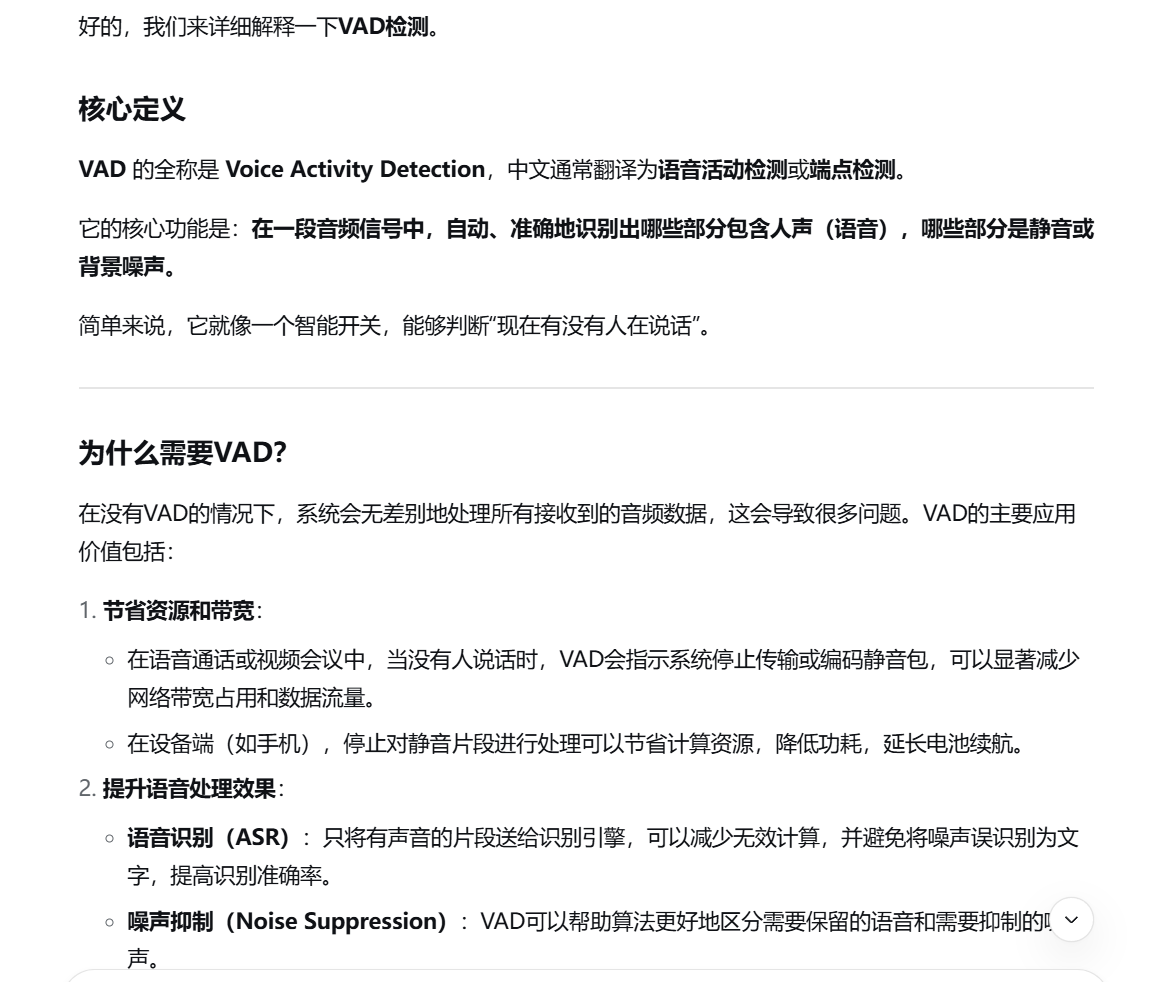 好的，我们来详细解释一下VAD检测。
核心定义
VAD 的全称是 Voice Activity Detection，中文通常翻译为语音活动检测或端点检测。
它的核心功能是：在一段音频信号中，自动、准确地识别出哪些部分包含人声（语音），哪些部分是静音或
背景噪声。
简单来说，它就像一个智能开关，能够判断“现在有没有人在说话”。
为什么需要VAD？
在没有VAD的情况下，系统会无差别地处理所有接收到的音频数据，这会导致很多问题。VAD的主要应用
价值包括：
1. 节省资源和带宽：
◦ 在语音通话或视频会议中，当没有人说话时，VAD会指示系统停止传输或编码静音包，可以显著减少
网络带宽占用和数据流量。
◦ 在设备端（如手机），停止对静音片段进行处理可以节省计算资源，降低功耗，延长电池续航。
2. 提升语音处理效果：
◦ 语音识别（ASR）：只将有声音的片段送给识别引擎，可以减少无效计算，并避免将噪声误识别为文
字，提高识别准确率。
◦ 噪声抑制（Noise Suppression）：VAD可以帮助算法更好地区分需要保留的语音和需要抑制的
声。